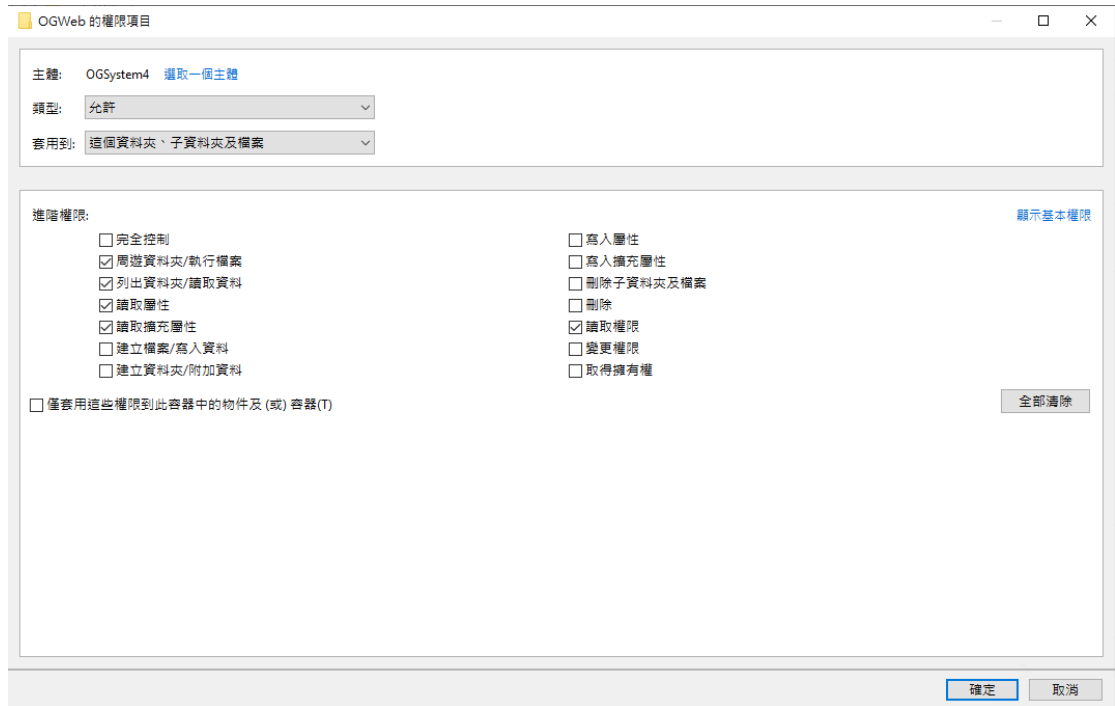 OGWeb 的權限項目
主體: OGSystem4 選取一個主體
類型: 允許
套用到: 這個資料夾、子資料夾及檔案
進階權限: 顯示基本權限
完全控制 寫入屬性
周遊資料夾/執行檔案 寫入擴充屬性
列出資料夾/讀取資料 刪除子資料夾及檔案
讀取屬性 刪除
讀取擴充屬性 讀取權限
建立檔案/寫入資料 變更權限
建立資料夾/附加資料 取得擁有權
僅套用這些權限到此容器中的物件及 (或) 容器(T) 全部清除
確定 取消